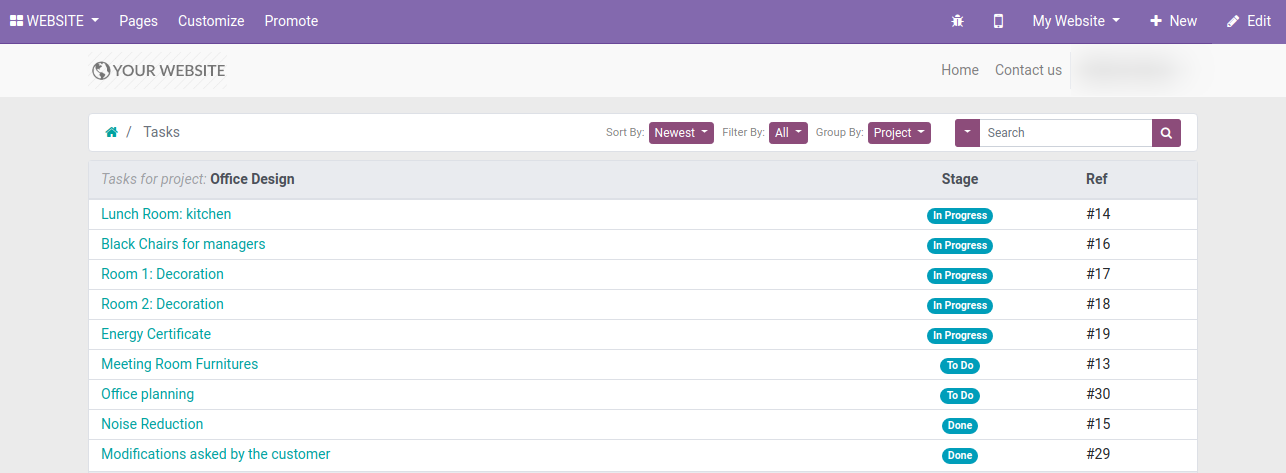 WEBSITE Pages Customize Promote My Website New Edit
YOUR WEBSITE Home Contact us
/ Tasks Sort By: Newest Filter By: All Group By: Project Search
Tasks for project: Office Design Stage Ref
Lunch Room: kitchen In Progress #14
Black Chairs for managers In Progress #16
Room 1: Decoration In Progress #17
Room 2: Decoration In Progress #18
Energy Certificate In Progress #19
Meeting Room Furnitures To Do #13
Office planning To Do #30
Noise Reduction Done #15
Modifications asked by the customer Done #29